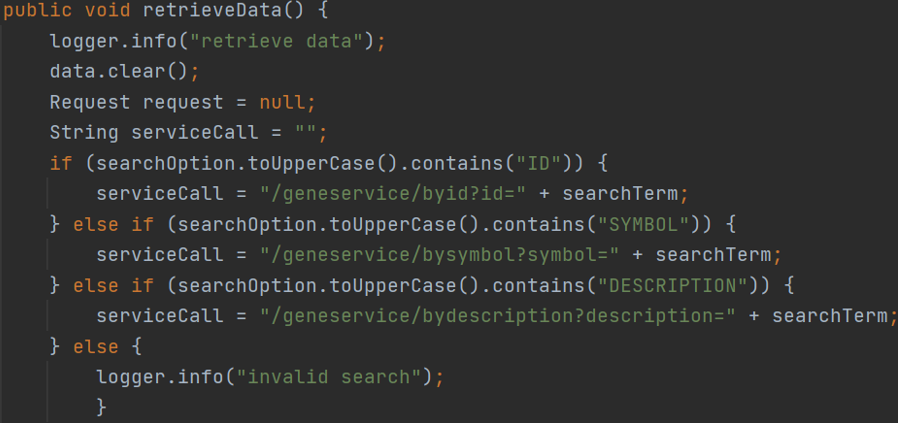 public void retrieveData() {
    logger.info("retrieve data");
    data.clear();
    Request request = null;
    String serviceCall = "";
    if (searchOption.toUpperCase().contains("ID")) {
        serviceCall = "/geneservice/byid?id=" + searchTerm;
    } else if (searchOption.toUpperCase().contains("SYMBOL")) {
        serviceCall = "/geneservice/bysymbol?symbol=" + searchTerm;
    } else if (searchOption.toUpperCase().contains("DESCRIPTION")) {
        serviceCall = "/geneservice/bydescription?description=" + searchTerm;
    } else {
        logger.info("invalid search");
        }